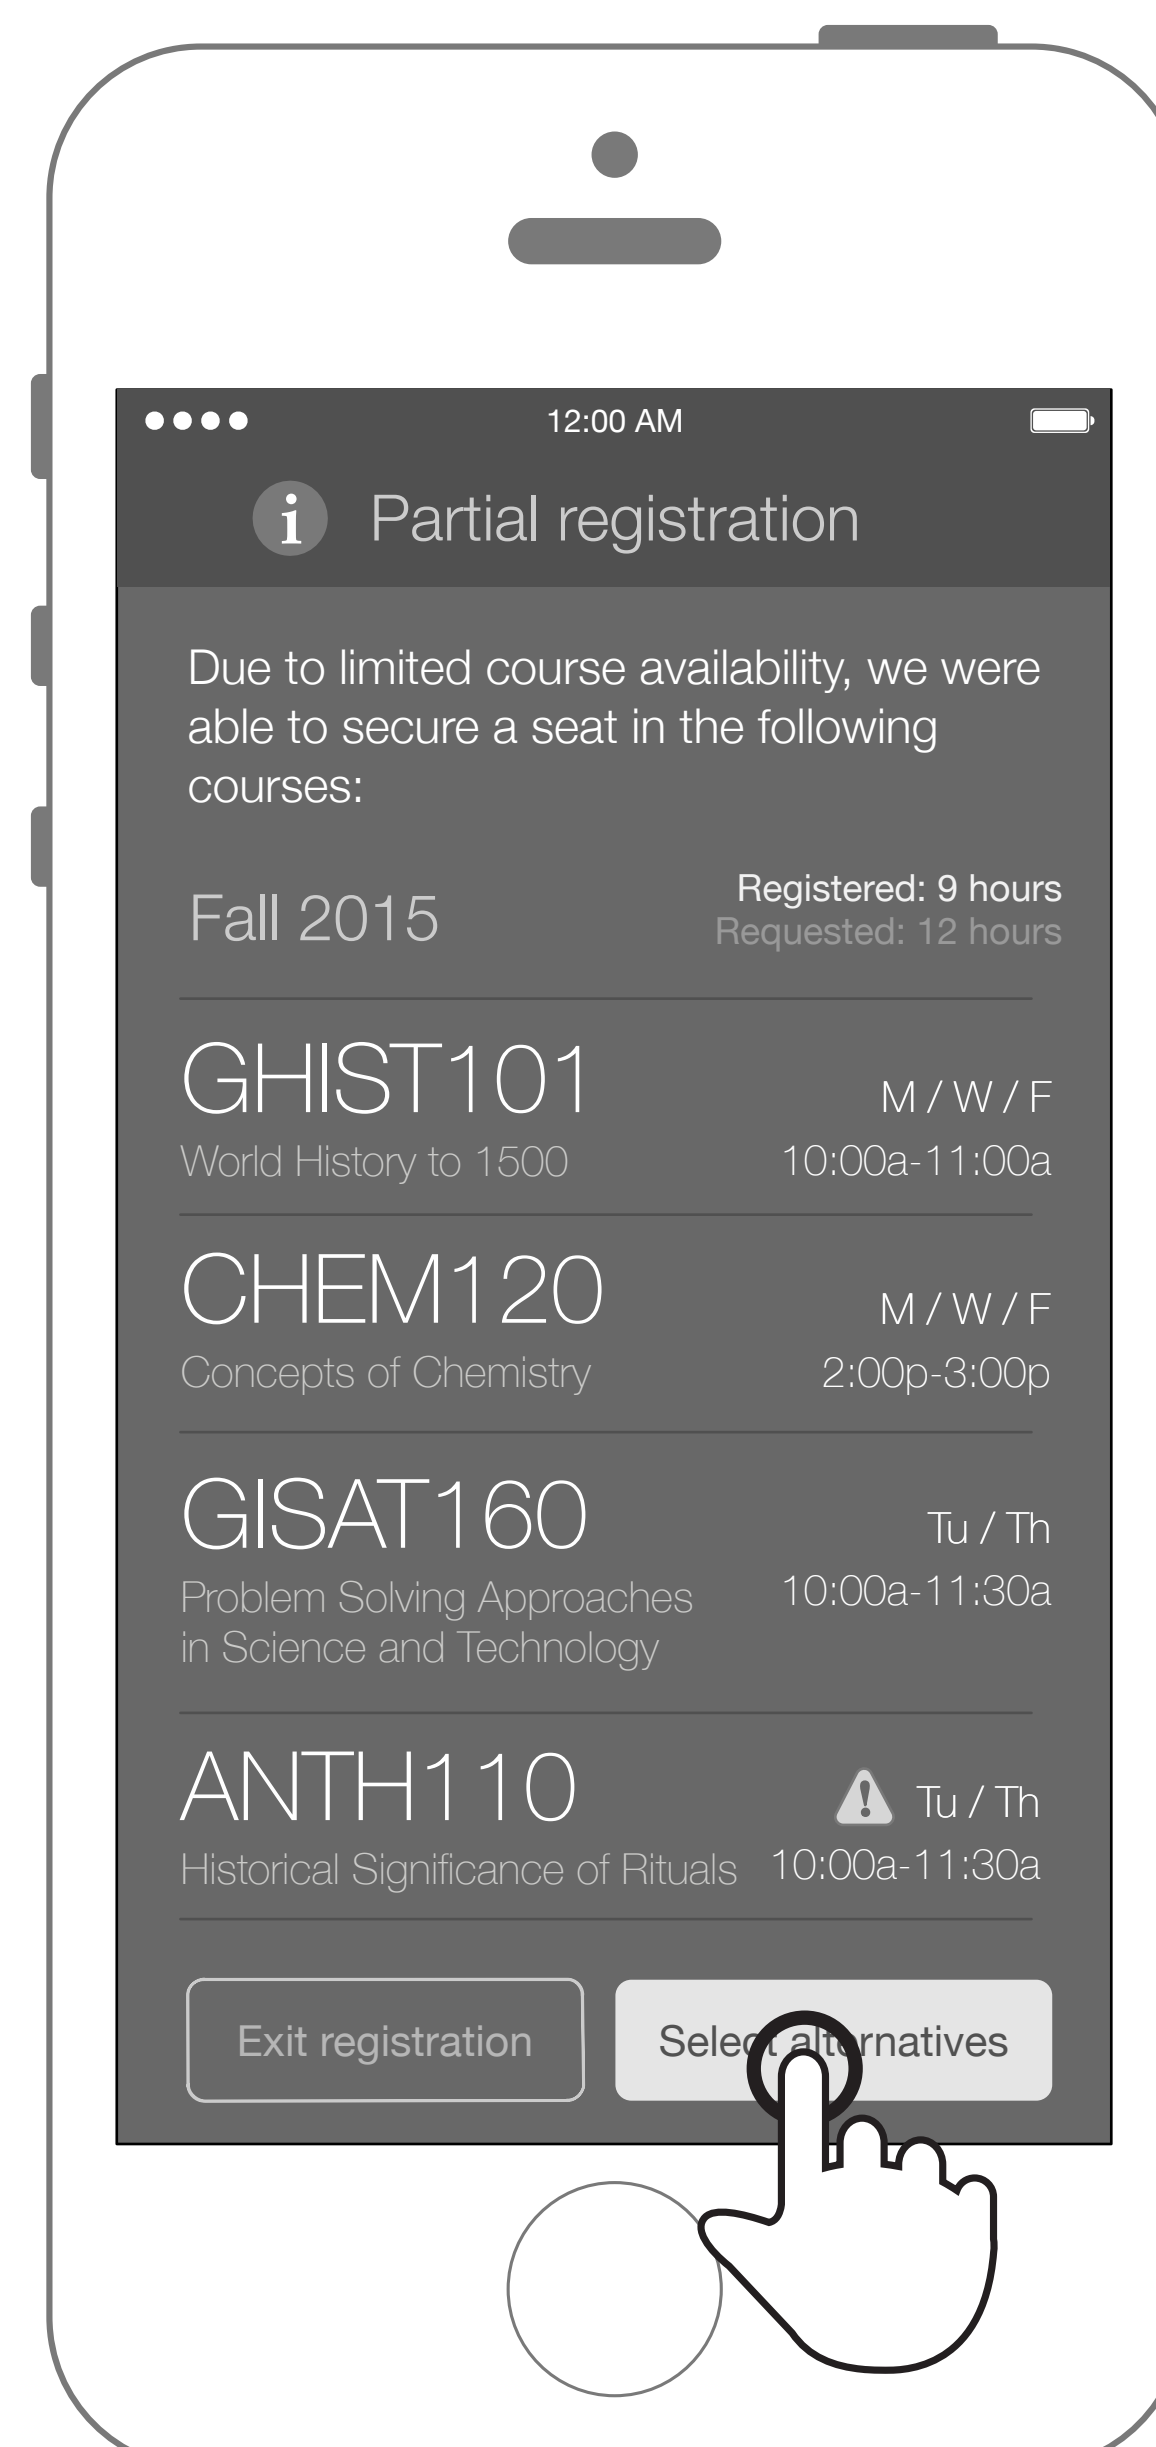 12:00 AM
i Partial registration
Due to limited course availability, we were
able to secure a seat in the following
courses:
Fall 2015
Registered: 9 hours
Requested: 12 hours
GHIST101
M / W / F
World History to 1500
10:00a-11:00a
CHEM120
M / W / F
Concepts of Chemistry
2:00p-3:00p
GISAT160
Tu / Th
Problem Solving Approaches
in Science and Technology
10:00a-11:30a
ANTH110
! Tu / Th
Historical Significance of Rituals
10:00a-11:30a
Exit registration
Select alternatives